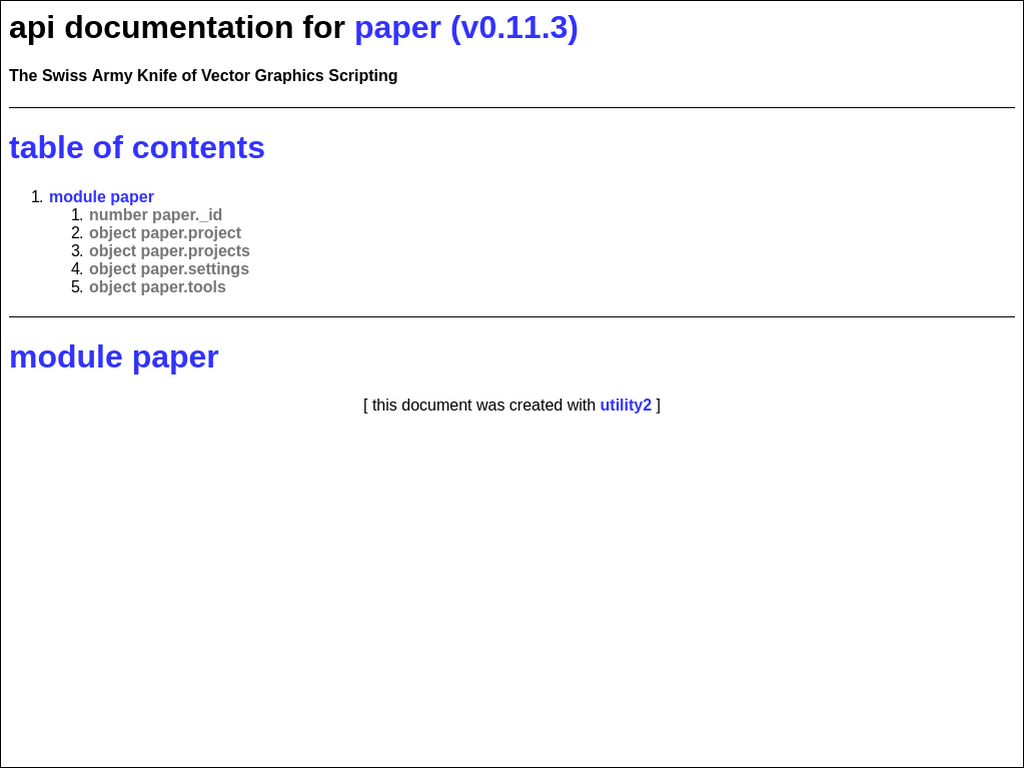 api documentation for paper (v0.11.3)
The Swiss Army Knife of Vector Graphics Scripting
table of contents
1. module paper
1. number paper._id
2. object paper.project
3. object paper.projects
4. object paper.settings
5. object paper.tools
module paper
[ this document was created with utility2 ]